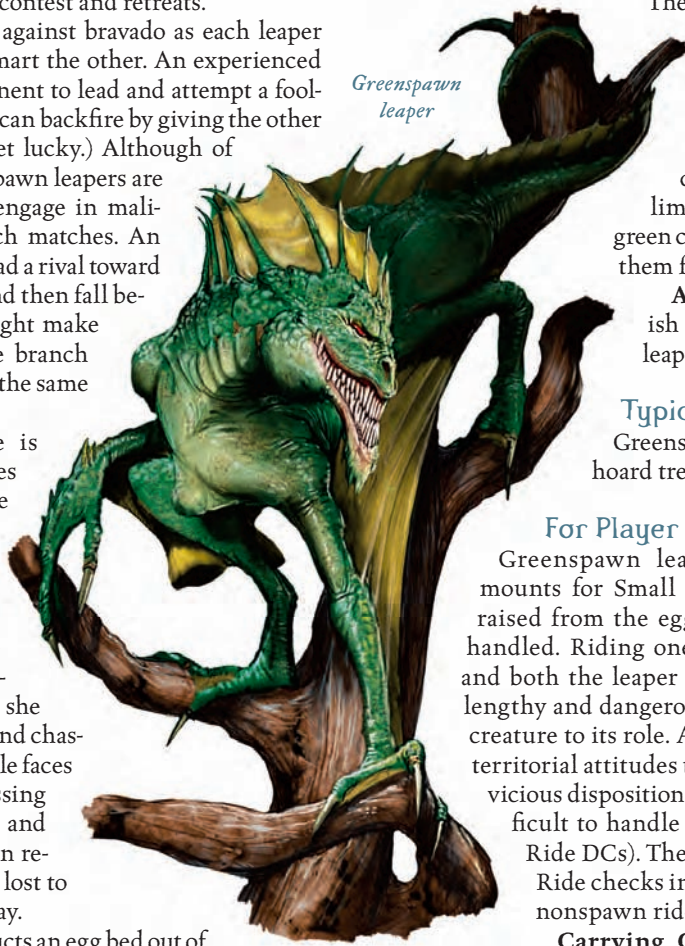 contest and retreats.
against bravado as each leaper
mart the other. An experienced
nent to lead and attempt a fool-
can backfire by giving the other
et lucky.) Although of
pawn leapers are
engage in mali-
ch matches. An
ad a rival toward
nd then fall be-
ght make
e branch
the same
e is
es
e
-
she
nd chas-
le faces
ssing
and
n re-
lost to
ay.
ucts an egg bed out of
Greenspawn
leaper
The
c
lim
green c
them f
A
ish
leap
Typic
Greens
hoard tre
For Player
Greenspawn lea
mounts for Small
raised from the egg
handled. Riding one
and both the leaper
lengthy and dangero
creature to its role. A
territorial attitudes t
vicious disposition
ficult to handle
Ride DCs). The
Ride checks in
nonspawn rid
Carrying C